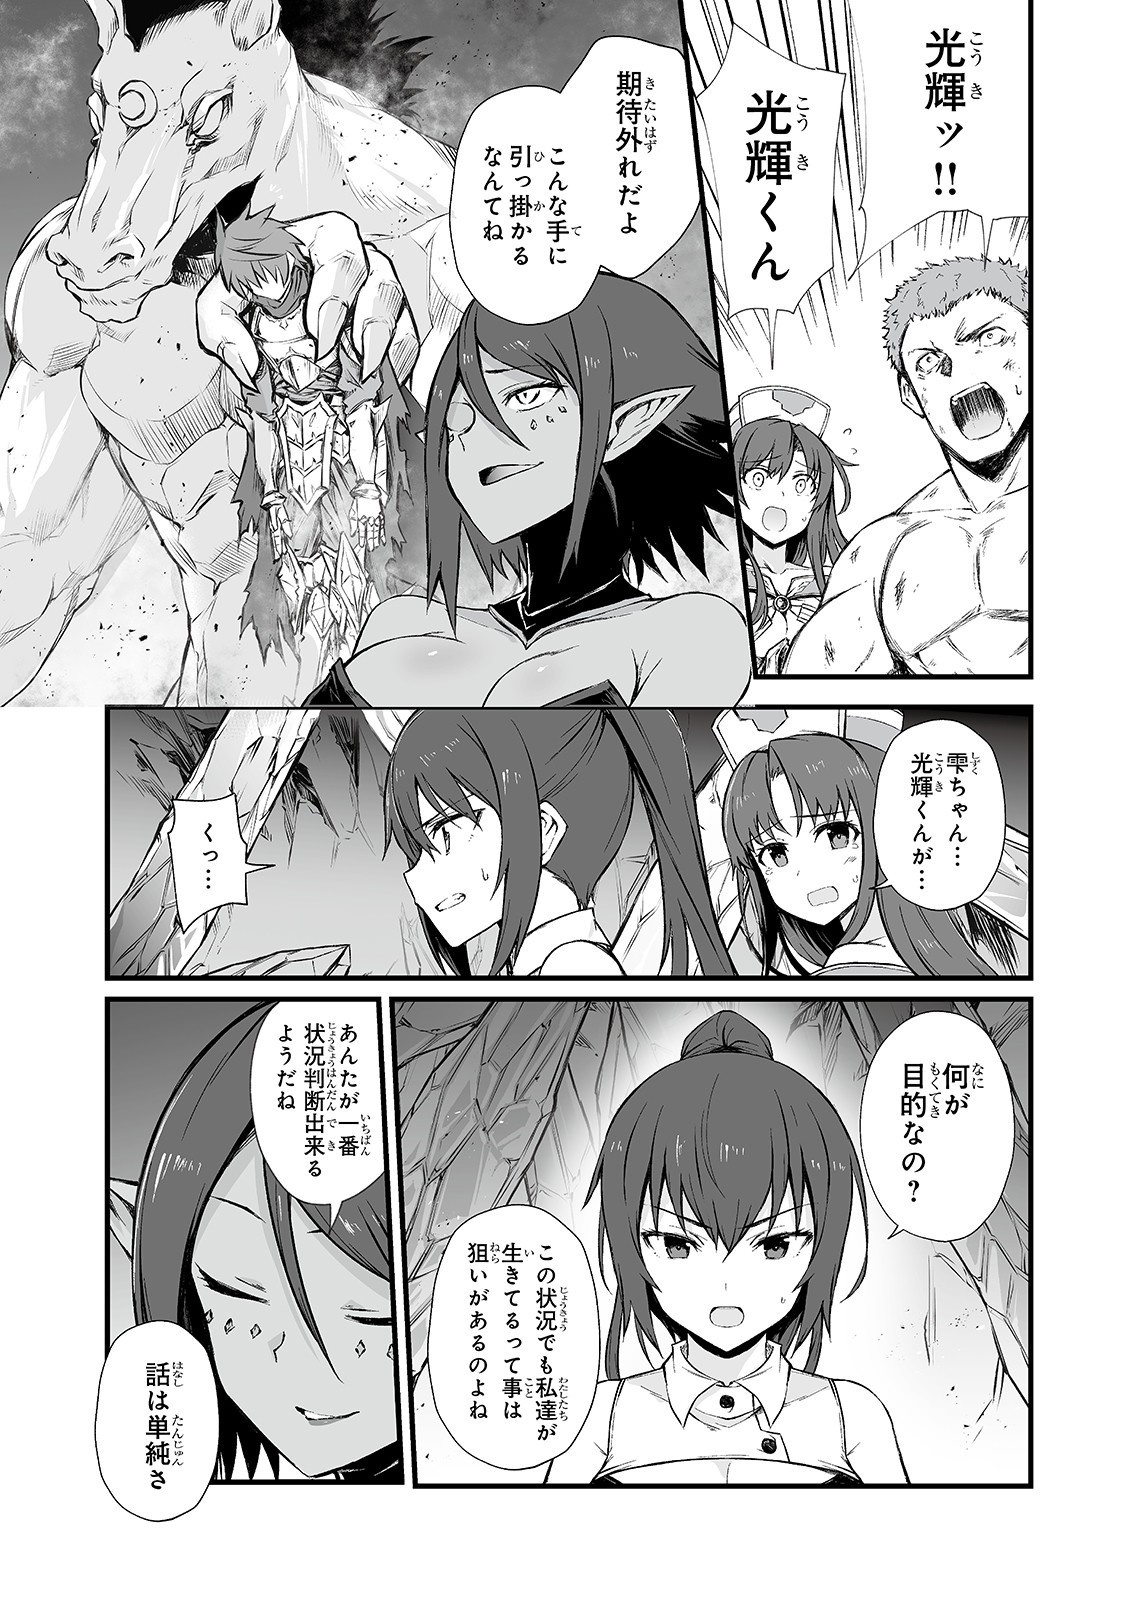 光輝ッ!!
光輝くん
期待外れだよ
こんな手に
引っ掛かる
なんてね
雫ちゃん…
光輝くんが…
くっ…
何が
目的なの?
この状況でも私達が
生きてるって事は
狙いがあるのよね
あんたが一番
状況判断出来る
ようだね
話は単純さ